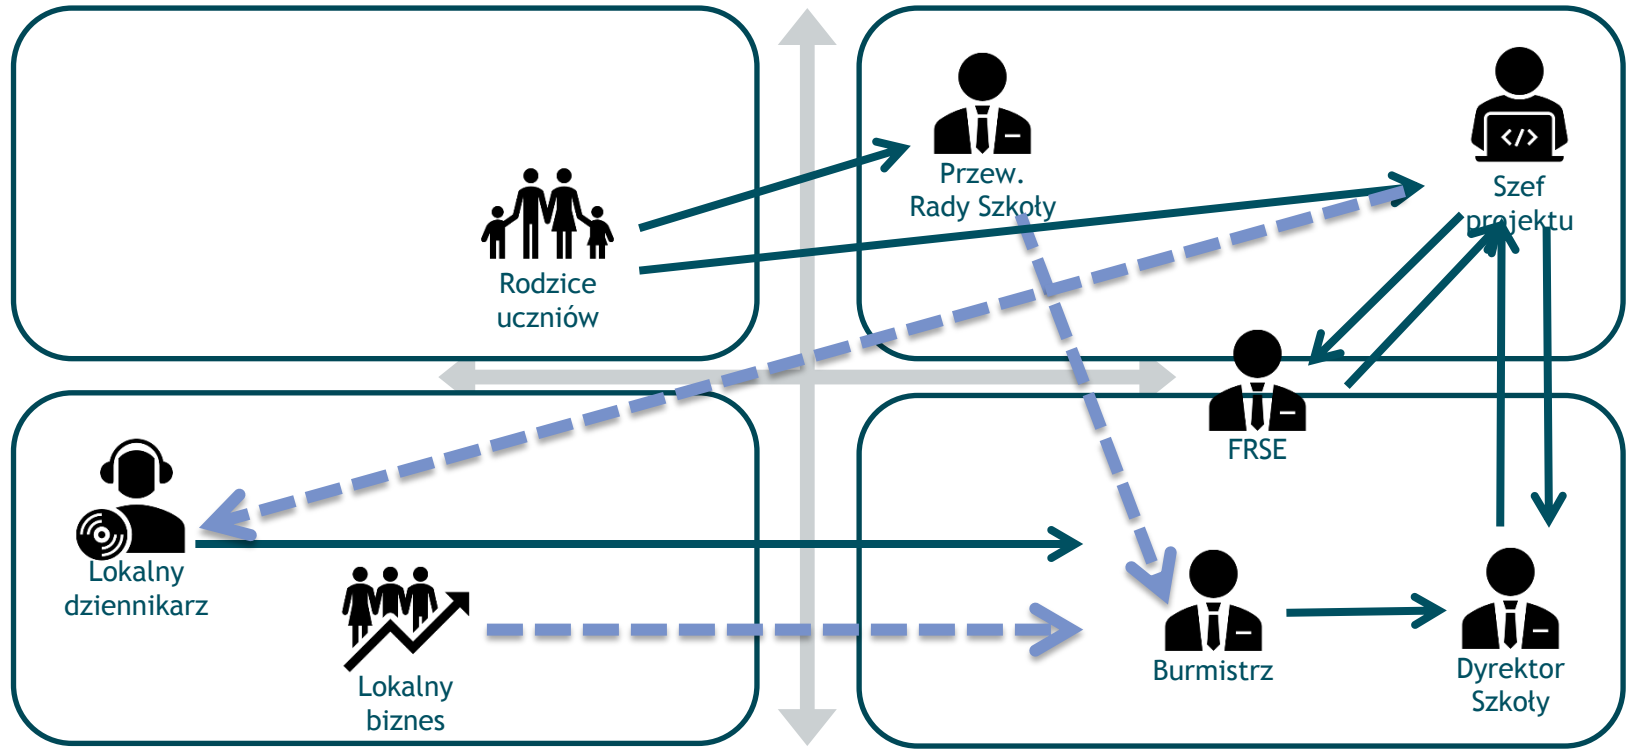 Przew.
Rady Szkoły
Szef
projektu
Rodzice
uczniów
FRSE
Lokalny
dziennikarz
Lokalny
biznes
Burmistrz
Dyrektor
Szkoły